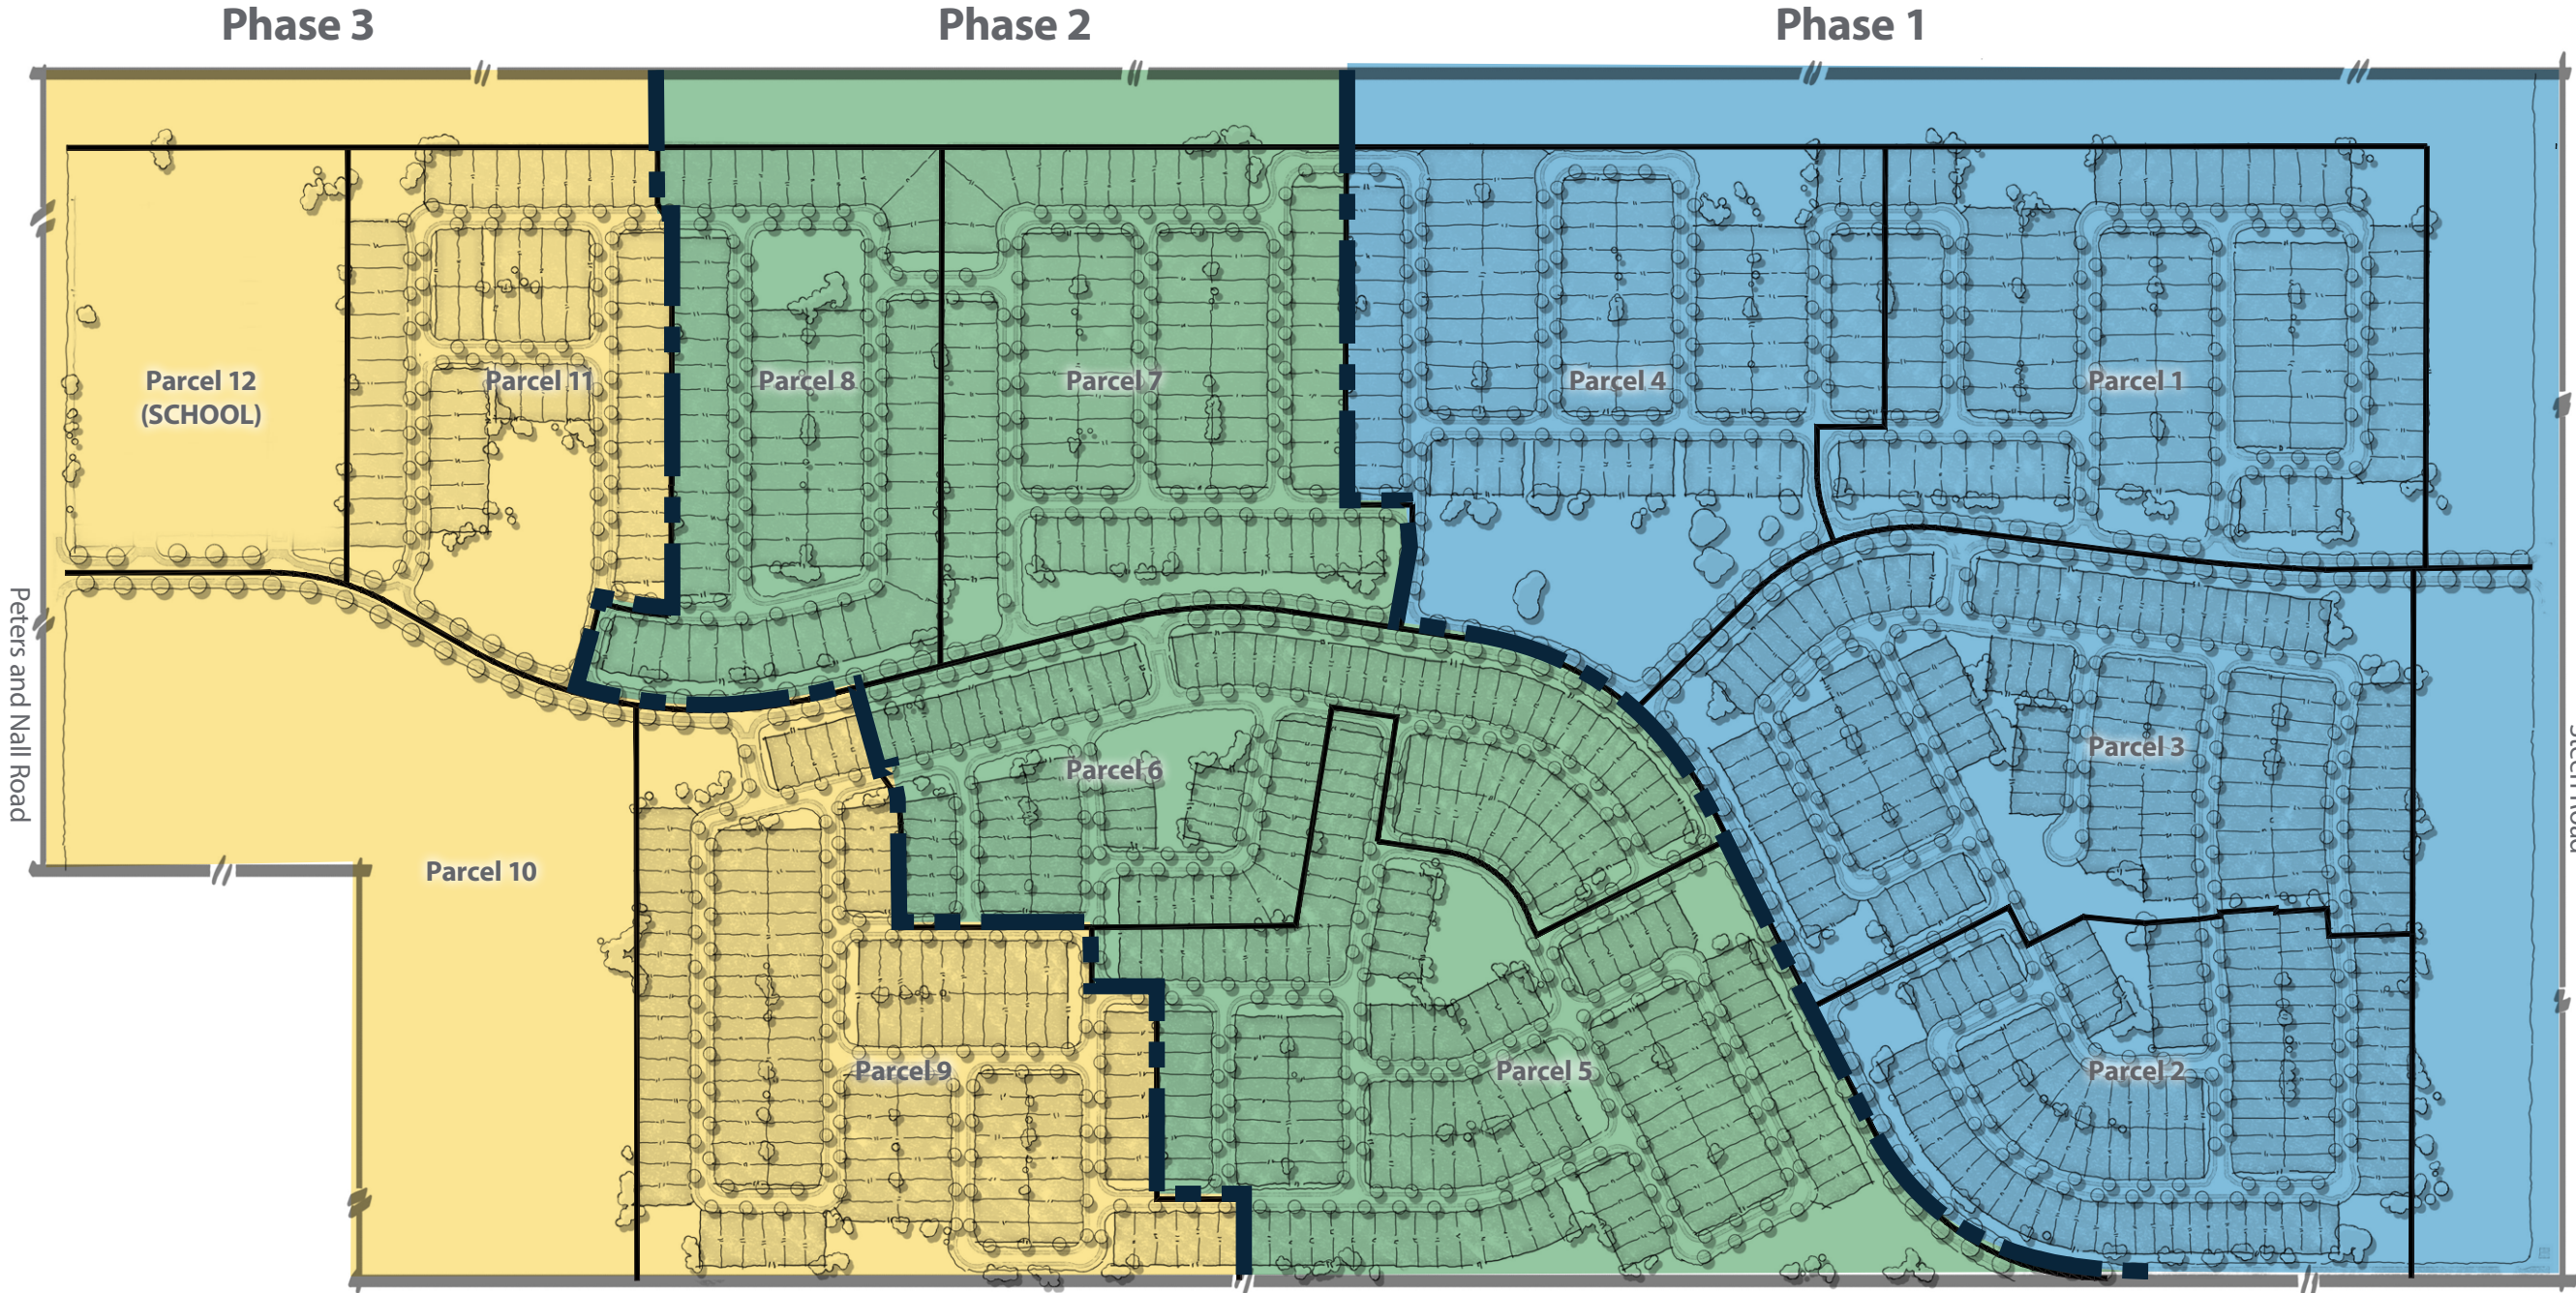 Phase 3
Phase 2
Phase 1
Parcel 12
(SCHOOL)
Parcel 11
Parcel 8
Parcel 7
Parcel 4
Parcel 1
Peters and Nall Road
Parcel 10
Parcel 6
Parcel 3
Parcel 9
Parcel 5
Parcel 2